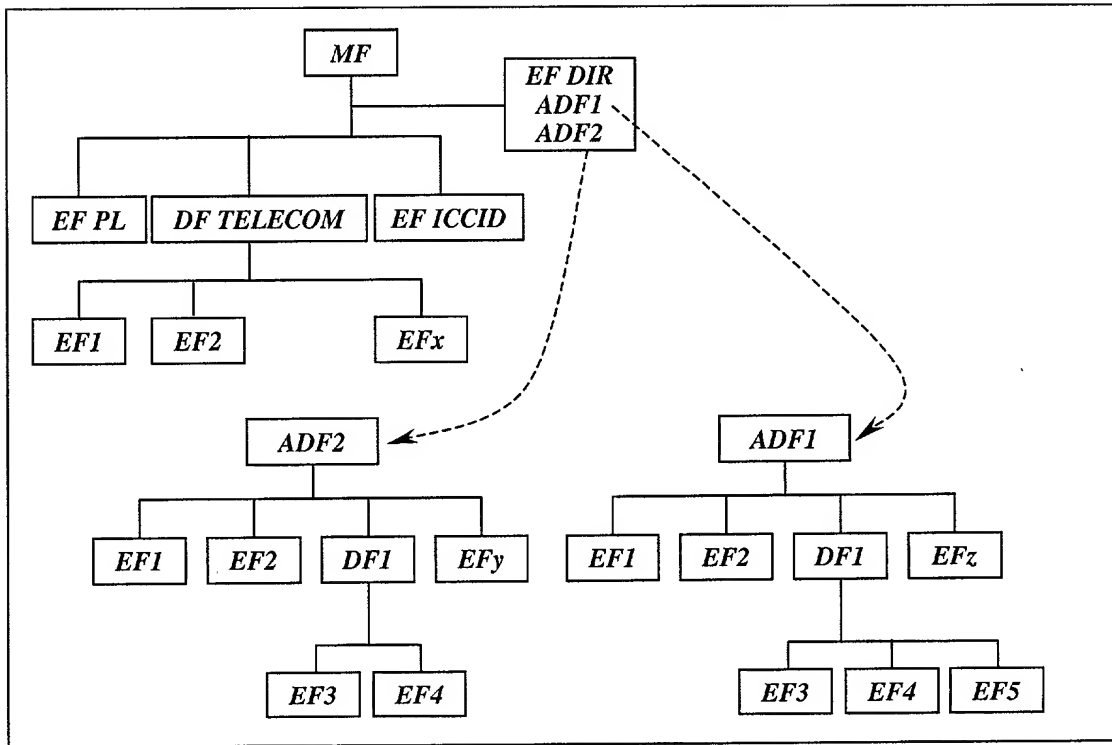 MF
EF DIR
ADF1
ADF2
EF PL
DF TELECOM
EF ICCID
EF1
EF2
EFx
ADF2
ADF1
EF1
EF2
DF1
EFy
EF1
EF2
DF1
EFz
EF3
EF4
EF3
EF4
EF5